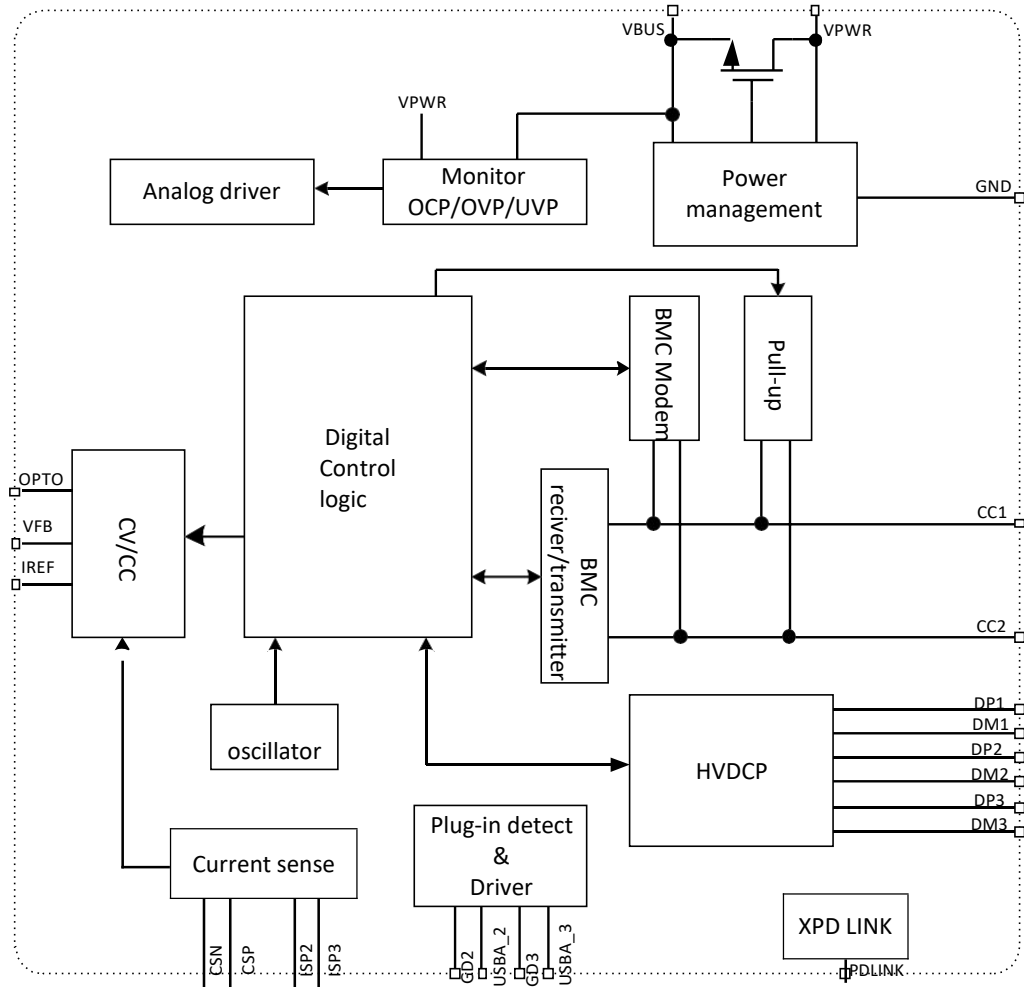 VBUS
VPWR
VPWR
Analog driver
Monitor
OCP/OVP/UVP
Power
management
GND
BMC Modem
Pull-up
Digital
Control
logic
OPTO
VFB
IREF
CV/CC
BMC
reciver/transmitter
CC1
CC2
oscillator
HVDCP
DP1
DM1
DP2
DM2
DP3
DM3
Current sense
Plug-in detect
&
Driver
XPD LINK
CSN
CSP
ISP2
ISP3
GD2
USBA_2
GD3
USBA_3
PDLINK